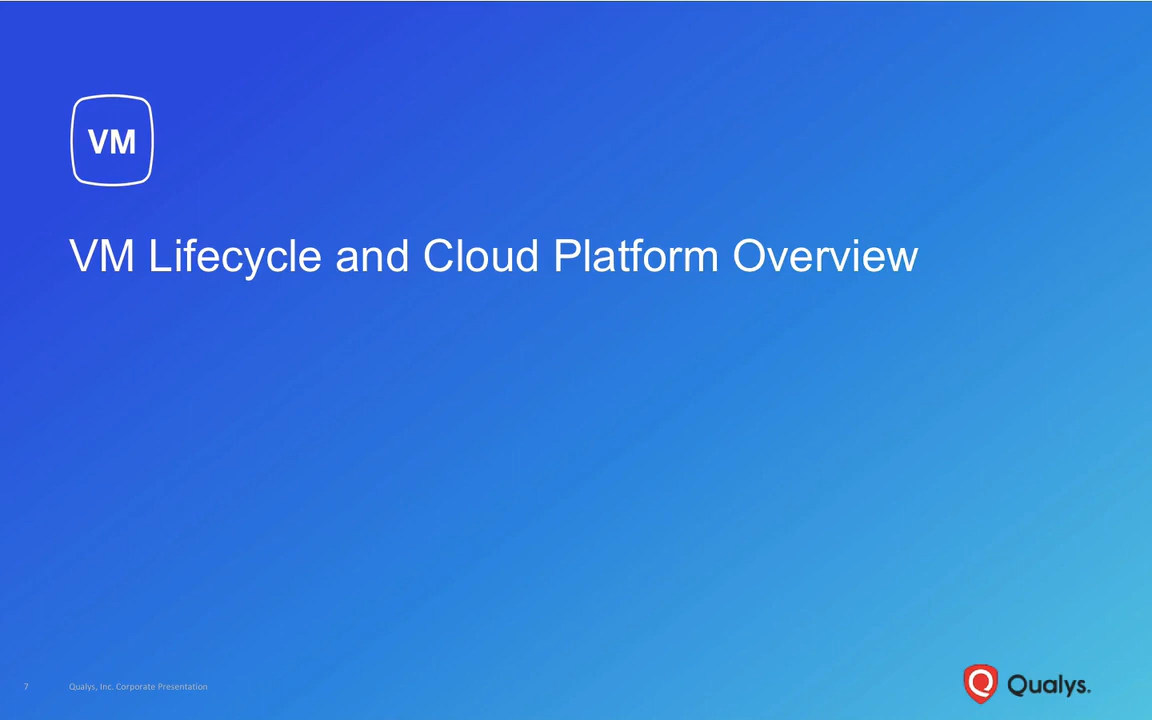 VM
VM Lifecycle and Cloud Platform Overview
7
Qualys, Inc. Corporate Presentation
Qualys.